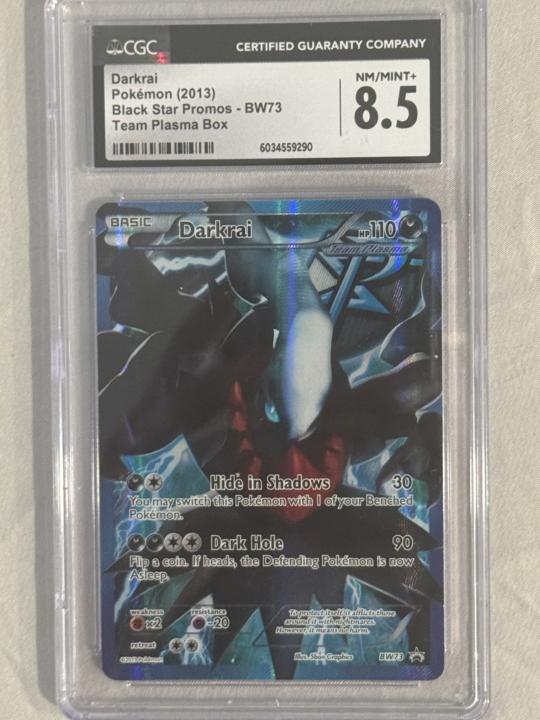 CGC
CERTIFIED GUARANTY COMPANY
Darkrai
Pokémon (2013)
Black Star Promos - BW73
Team Plasma Box
NM/MINT+
8.5
6034559290
BASIC
Darkrai
HP110
Team Plasma
Hide in Shadows 30
You may switch this Pokémon with 1 of your Benched
Pokémon.
Dark Hole 90
Flip a coin. If heads, the Defending Pokémon is now
Asleep.
weakness
resistance
×2
-20
retreat
To protect itself, it afflicts those
around it with nightmares.
However, it means no harm.
©2013 Pokémon
Illus. 5ban Graphics
BW73
PROMO